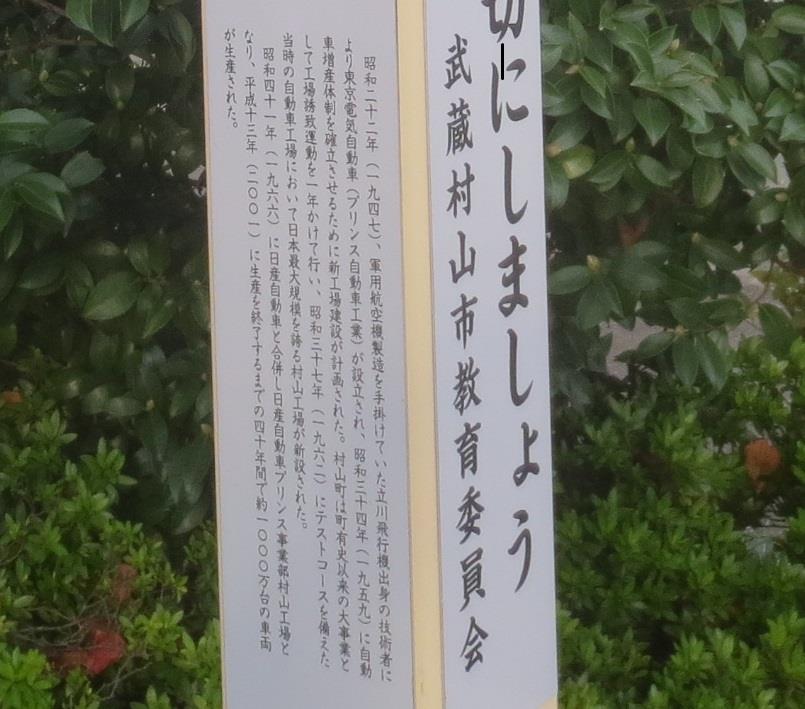 切にしましょう
武蔵村山市教育委員会
昭和二十二年（一九四七）、軍用航空機製造を手掛けていた立川飛行機出身の技術者に
より東京電気自動車（プリンス自動車工業）が設立され、昭和三十四年（一九五九）に自動
車増産体制を確立させるために新工場建設が計画された。村山町は町有史以来の大事業と
して工場誘致運動を一年かけて行い、昭和三十七年（一九六二）にテストコースを備えた
当時の自動車工場において日本最大規模を誇る村山工場が新設された。
昭和四十一年（一九六六）に日産自動車と合併し日産自動車プリンス事業部村山工場と
なり、平成十三年（二〇〇一）に生産を終了するまでの四十年間で約一〇〇〇万台の車両
が生産された。